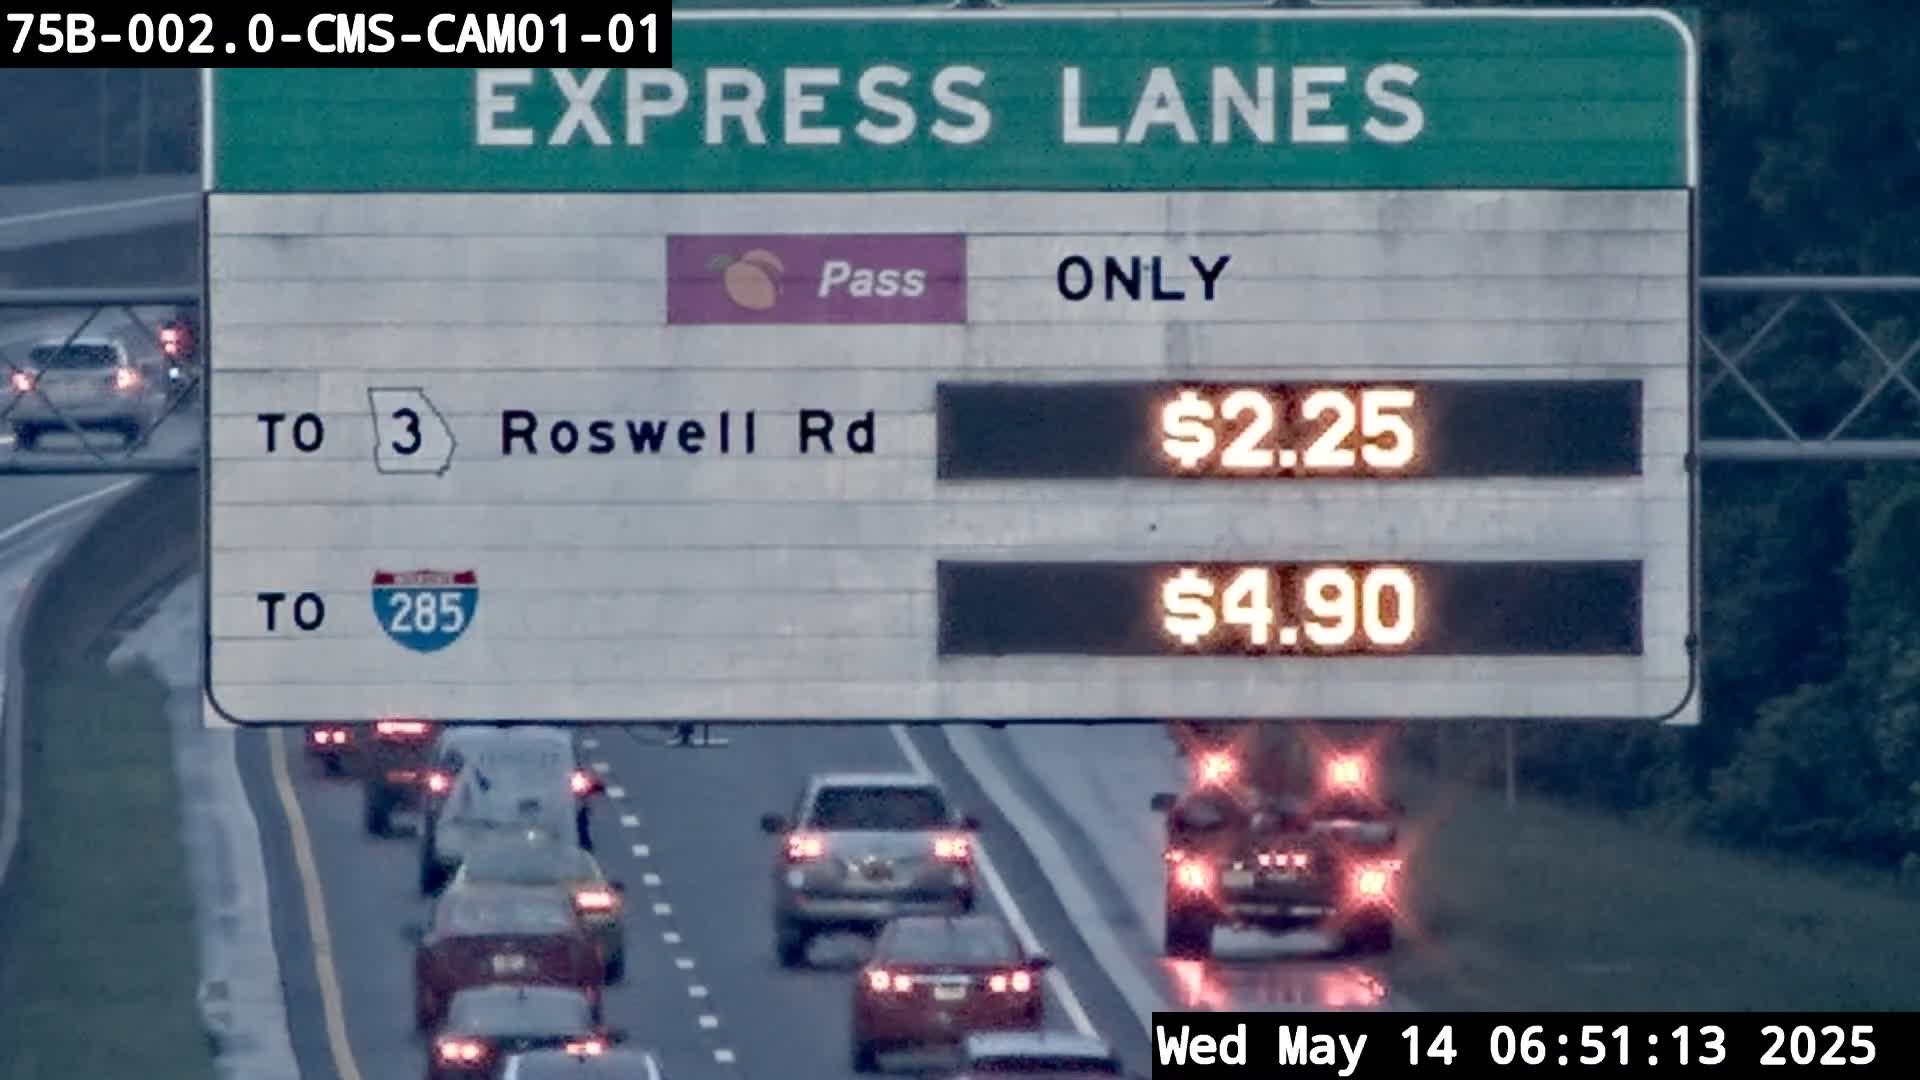 75B-002.0-CMS-CAM01-01
EXPRESS LANES
Pass ONLY
TO 3 Roswell Rd $2.25
TO 285 $4.90
Wed May 14 06:51:13 2025